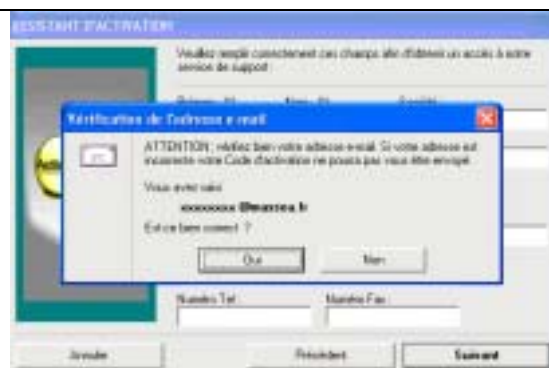 ASSISTANT D'ACTIVATION
Veuillez remplir correctement ces champs afin d'obtenir un accès à notre
service de support
Vérification de l'adresse e-mail
ATTENTION, vérifiez bien votre adresse e-mail. Si votre adresse est
incorrecte votre Code d'activation ne pourra pas vous être envoyé.
Vous avez saisi
Est-ce bien correct ?
Oui
Non
Numéro Tel
Numéro Fax
Annuler
Précédent
Suivant